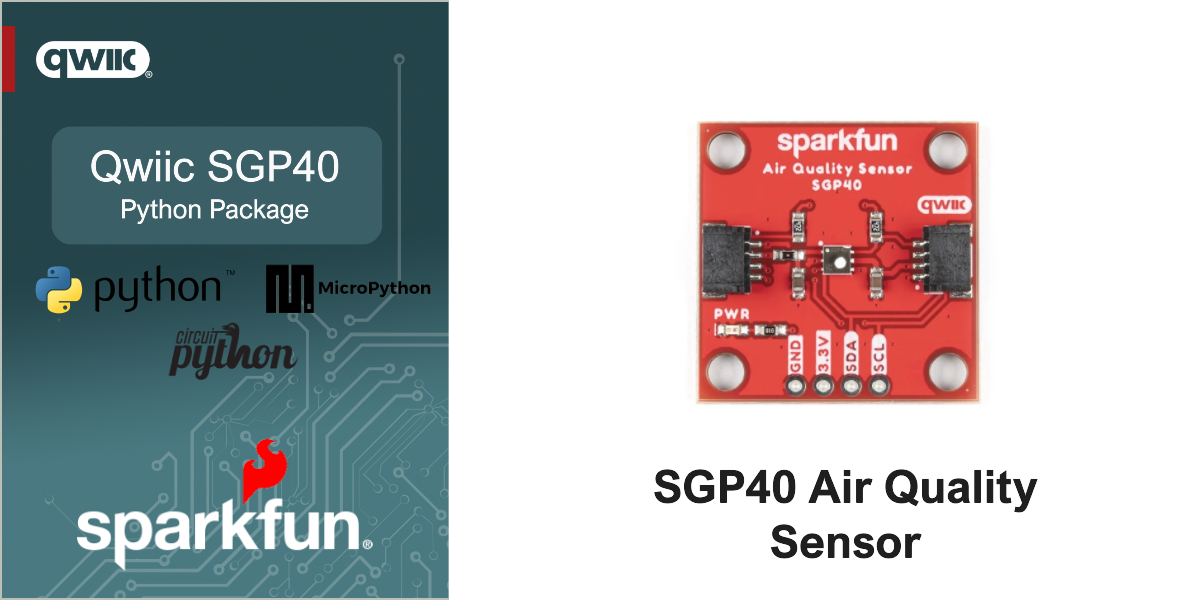 qwiic®
Qwiic SGP40
Python Package
python™
MicroPython
circuit
python
sparkfun®
sparkfun
Air Quality Sensor
SGP40
qwiic
PWR
GND
3.3V
SDA
SCL
SGP40 Air Quality
Sensor